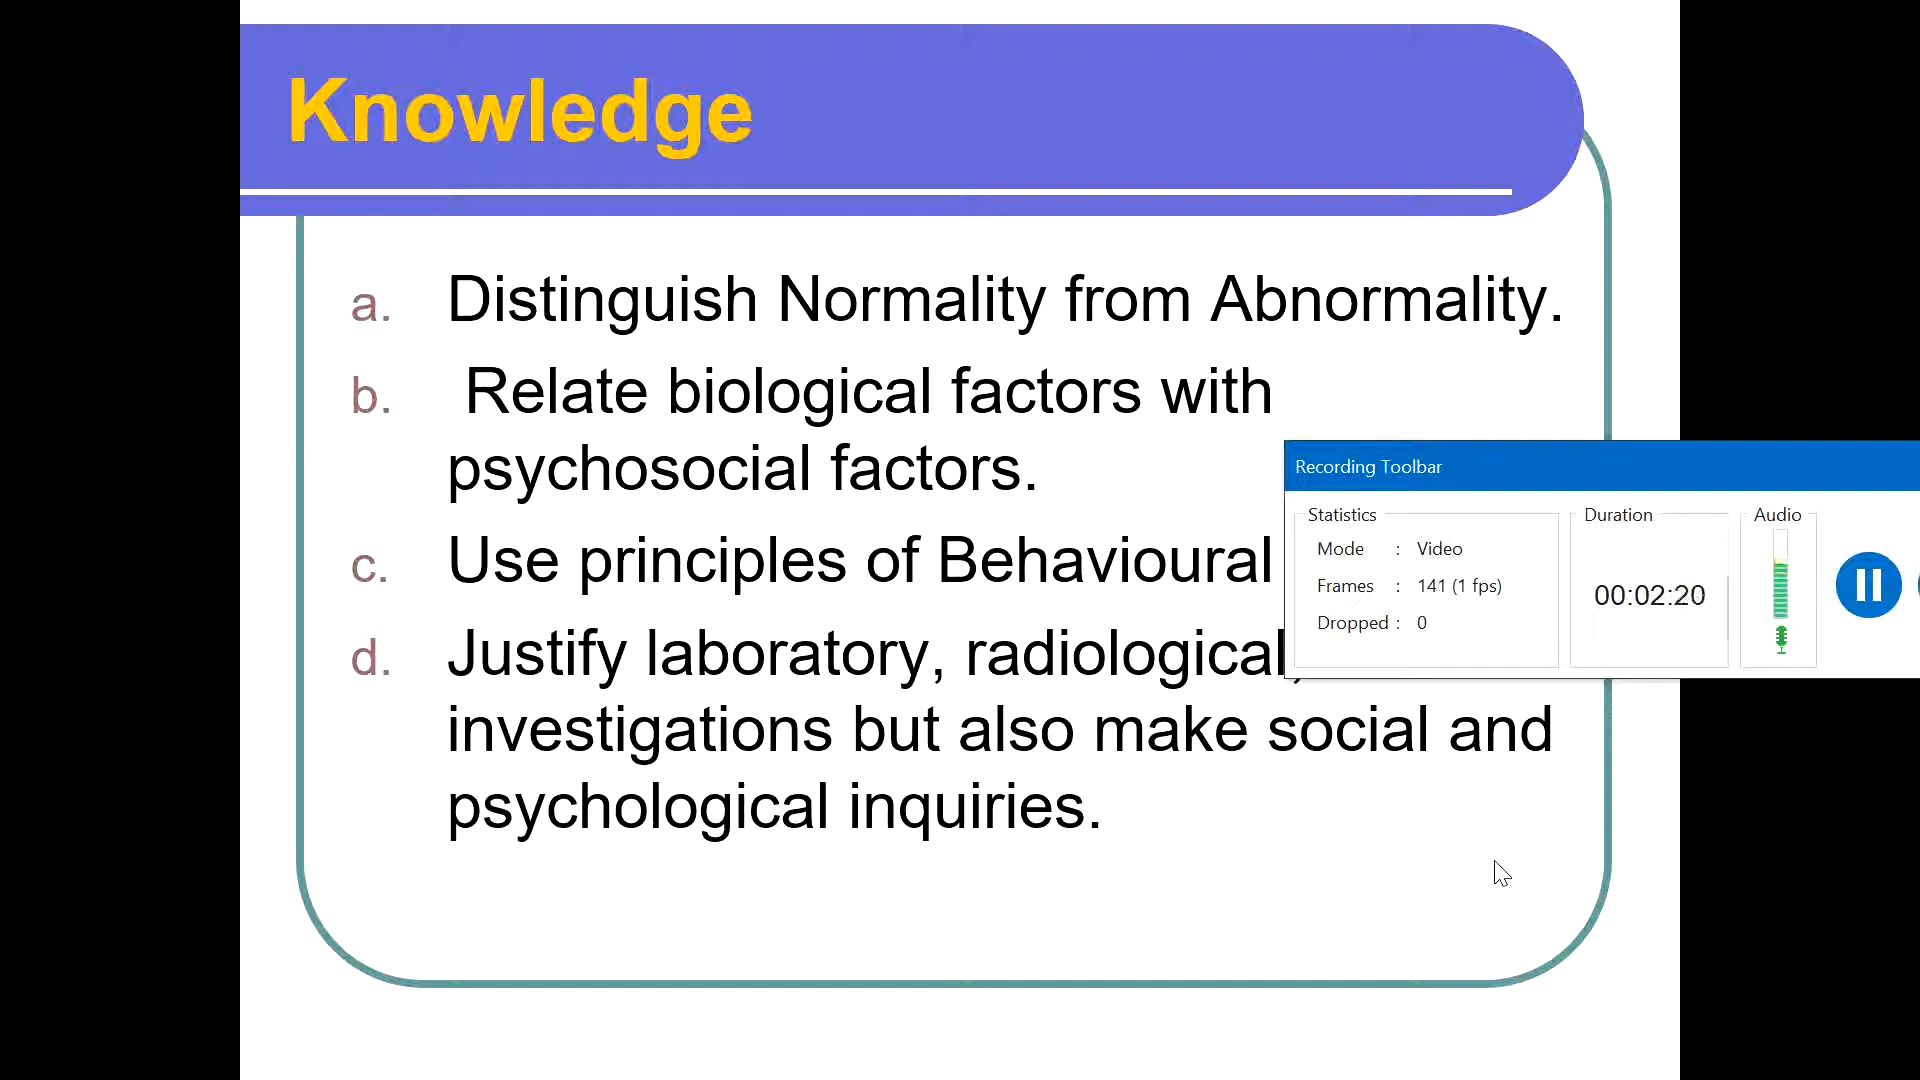 Knowledge
a. Distinguish Normality from Abnormality.
b. Relate biological factors with
psychosocial factors.
c. Use principles of Behavioural
d. Justify laboratory, radiological,
investigations but also make social and
psychological inquiries.
Recording Toolbar
Statistics
Mode : Video
Frames : 141 (1 fps)
Dropped : 0
Duration
00:02:20
Audio